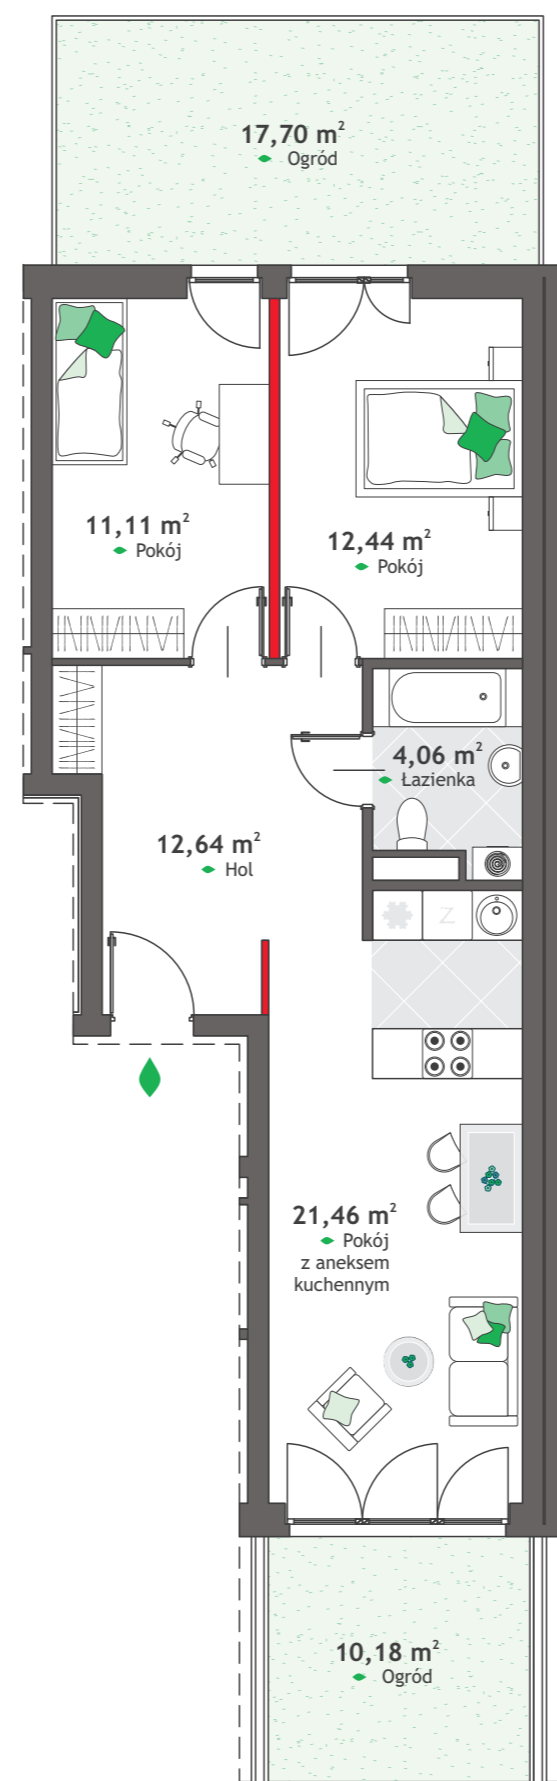 17,70 m²
Ogród
11,11 m²
Pokój
12,44 m²
Pokój
4,06 m²
Łazienka
12,64 m²
Hol
Z
21,46 m²
Pokój
z aneksem
kuchennym
10,18 m²
Ogród